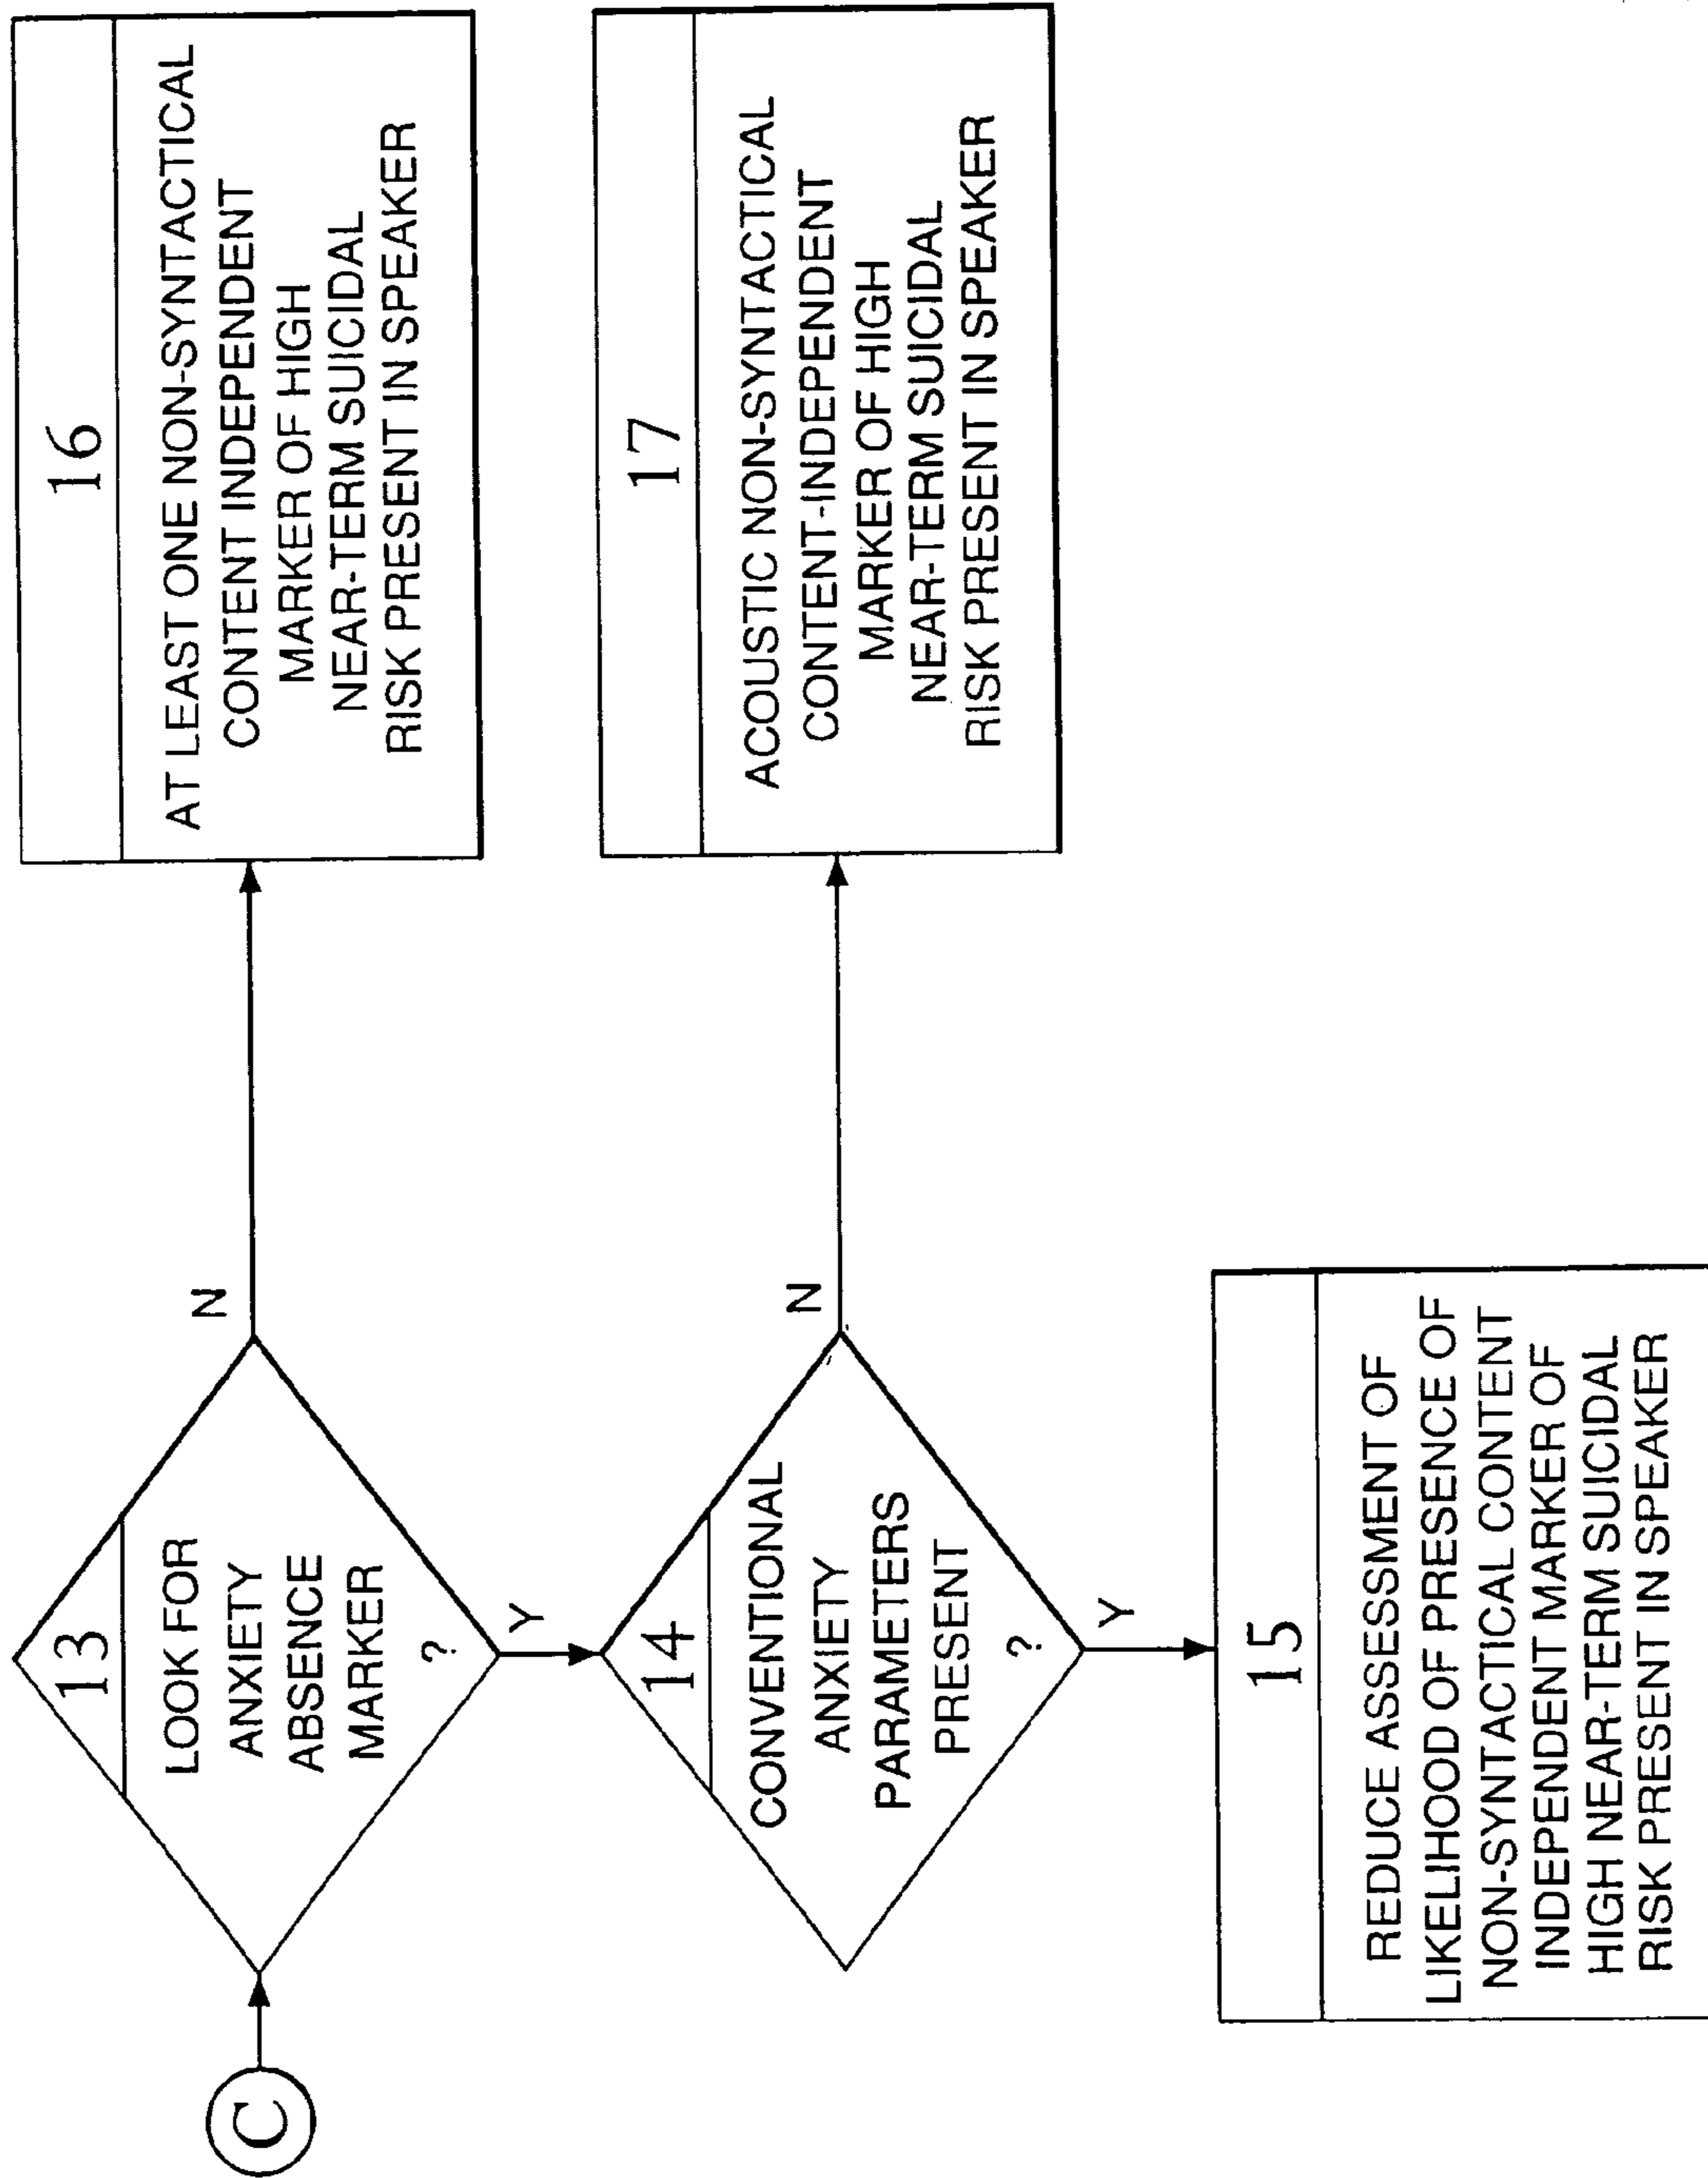 C
13
LOOK FOR
ANXIETY
ABSENCE
MARKER
?
N
Y
16
AT LEAST ONE NON-SYNTACTICAL
CONTENT INDEPENDENT
MARKER OF HIGH
NEAR-TERM SUICIDAL
RISK PRESENT IN SPEAKER
14
CONVENTIONAL
ANXIETY
PARAMETERS
PRESENT
?
N
Y
17
ACOUSTIC NON-SYNTACTICAL
CONTENT-INDEPENDENT
MARKER OF HIGH
NEAR-TERM SUICIDAL
RISK PRESENT IN SPEAKER
15
REDUCE ASSESSMENT OF
LIKELIHOOD OF PRESENCE OF
NON-SYNTACTICAL CONTENT
INDEPENDENT MARKER OF
HIGH NEAR-TERM SUICIDAL
RISK PRESENT IN SPEAKER